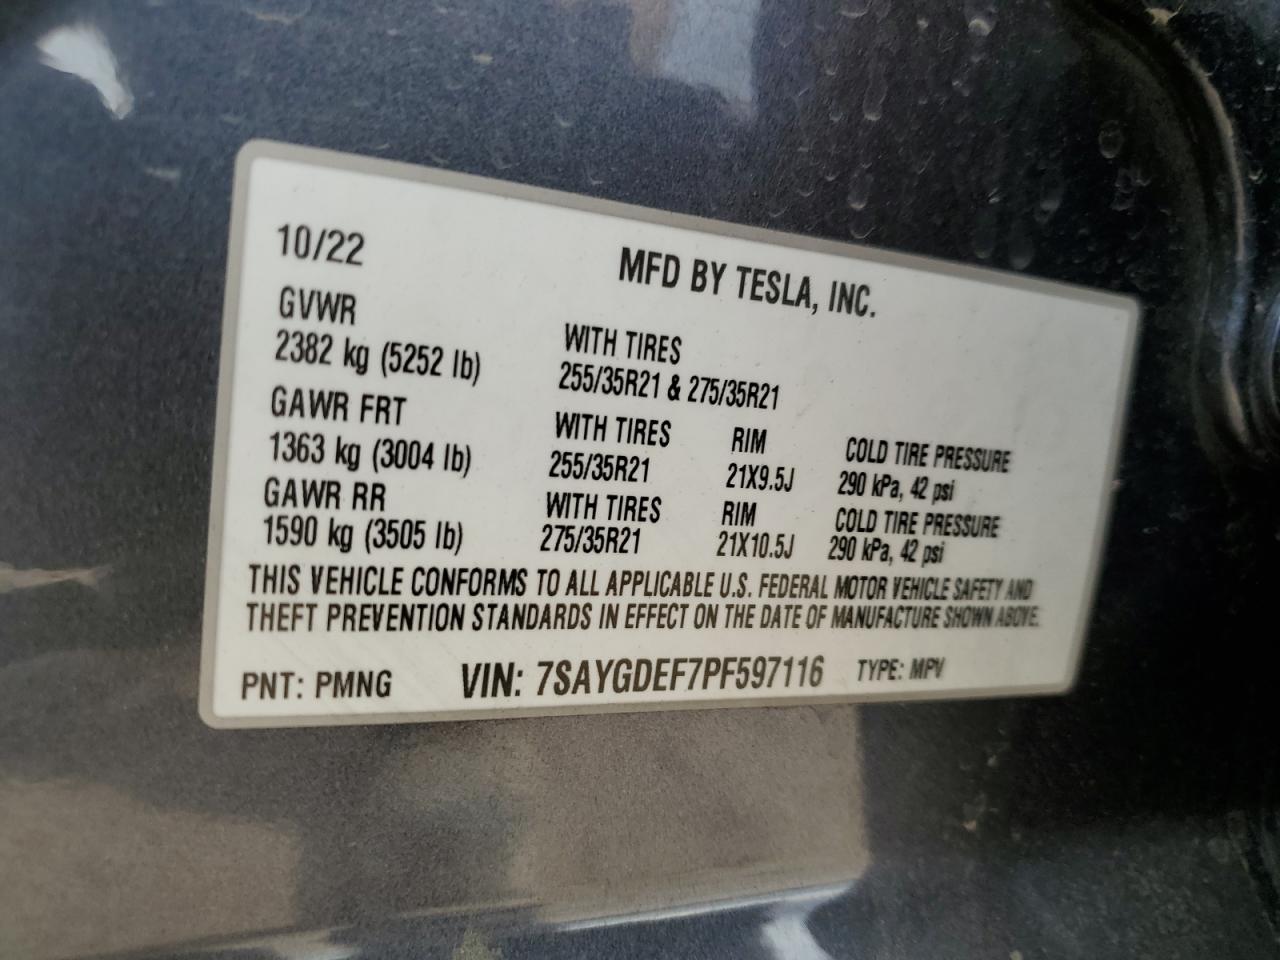 10/22 MFD BY TESLA, INC.
GVWR WITH TIRES
2382 kg (5252 lb) 255/35R21 & 275/35R21
GAWR FRT WITH TIRES RIM COLD TIRE PRESSURE
1363 kg (3004 lb) 255/35R21 21X9.5J 290 kPa, 42 psi
GAWR RR WITH TIRES RIM COLD TIRE PRESSURE
1590 kg (3505 lb) 275/35R21 21X10.5J 290 kPa, 42 psi
THIS VEHICLE CONFORMS TO ALL APPLICABLE U.S. FEDERAL MOTOR VEHICLE SAFETY AND
THEFT PREVENTION STANDARDS IN EFFECT ON THE DATE OF MANUFACTURE SHOWN ABOVE.
PNT: PMNG VIN: 7SAYGDEF7PF597116 TYPE: MPV